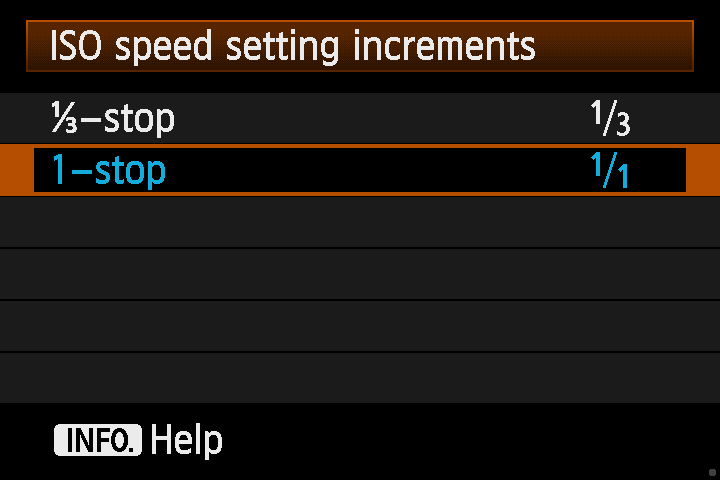 ISO speed setting increments
⅓-stop 1/3
1-stop 1/1
INFO. Help